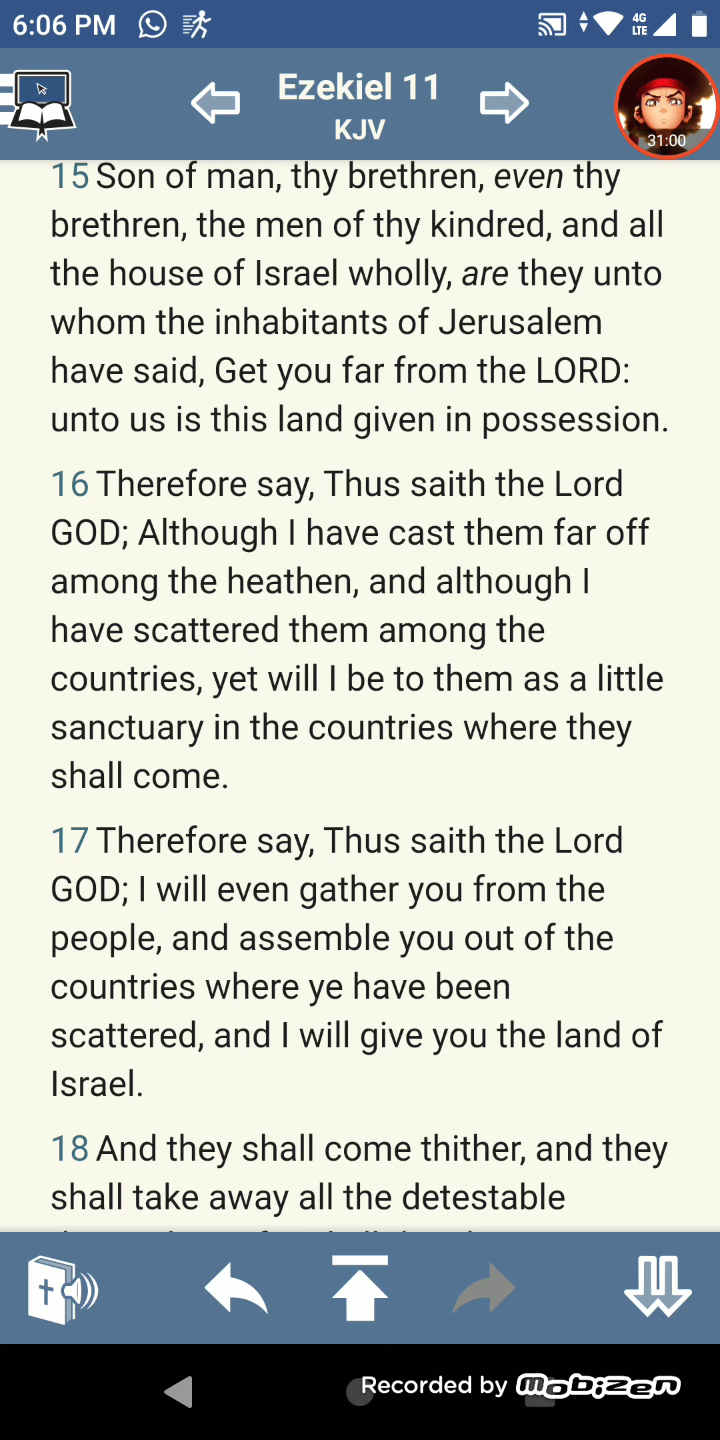 6:06 PM
4G
LTE
Ezekiel 11
KJV
31:00
15 Son of man, thy brethren, even thy
brethren, the men of thy kindred, and all
the house of Israel wholly, are they unto
whom the inhabitants of Jerusalem
have said, Get you far from the LORD:
unto us is this land given in possession.
16 Therefore say, Thus saith the Lord
GOD; Although I have cast them far off
among the heathen, and although I
have scattered them among the
countries, yet will I be to them as a little
sanctuary in the countries where they
shall come.
17 Therefore say, Thus saith the Lord
GOD; I will even gather you from the
people, and assemble you out of the
countries where ye have been
scattered, and I will give you the land of
Israel.
18 And they shall come thither, and they
shall take away all the detestable
Recorded by mobizen